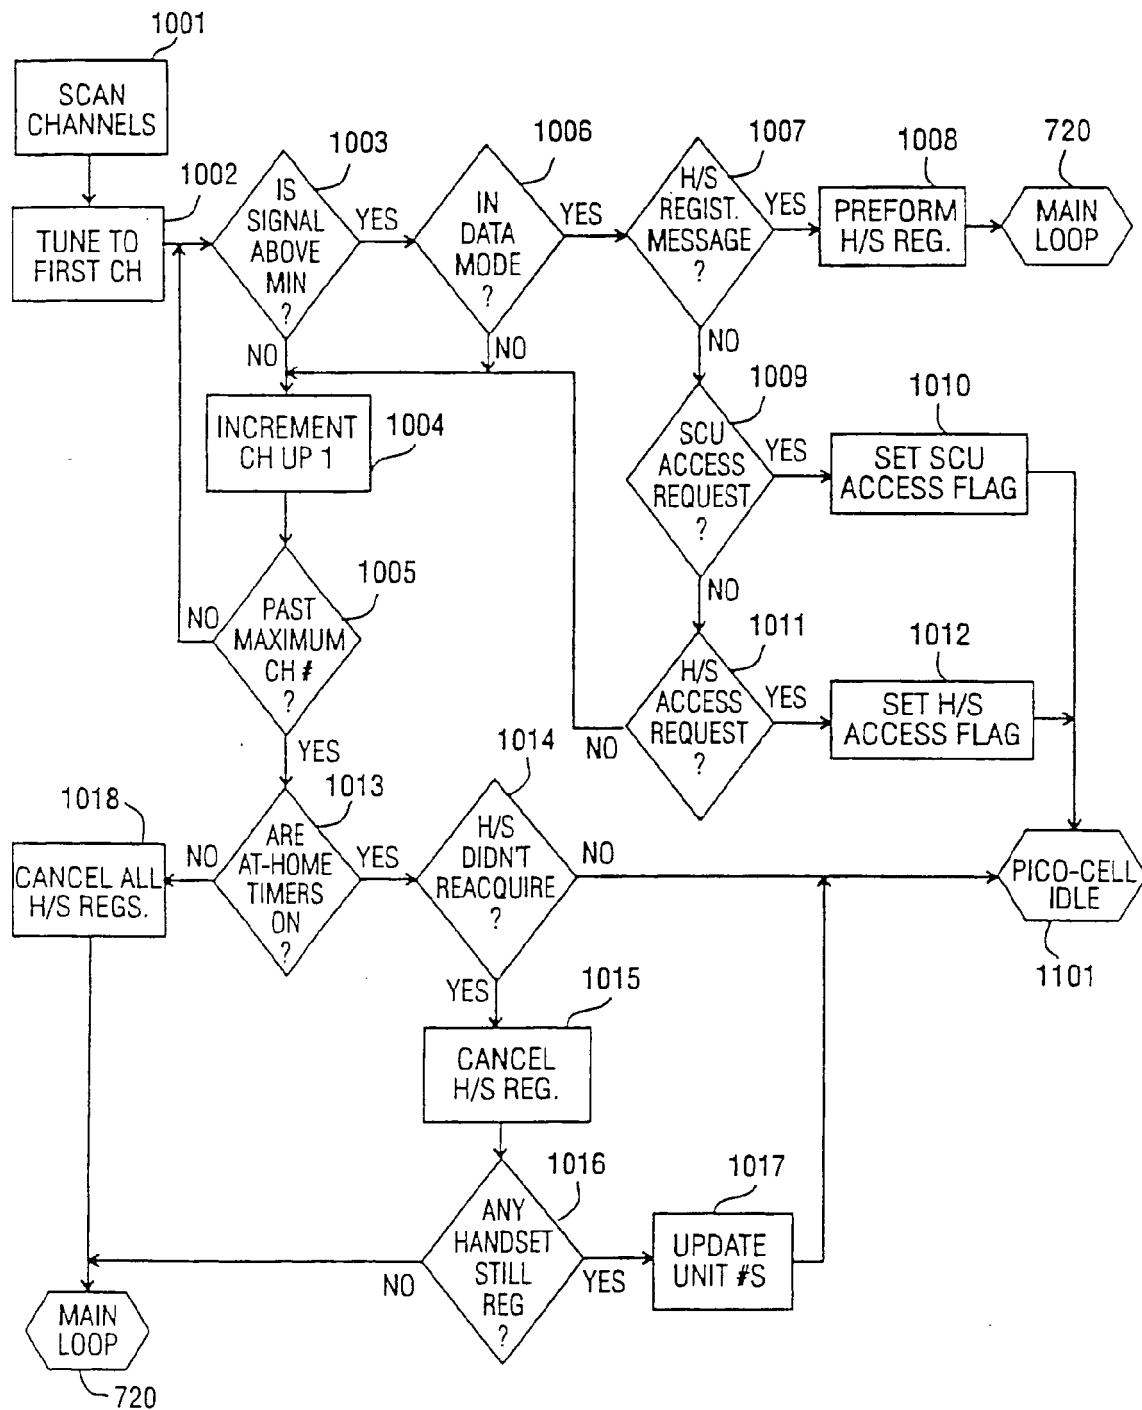 1001
SCAN
CHANNELS
1002
TUNE TO
FIRST CH
1003
IS
SIGNAL
ABOVE
MIN
?
YES
NO
1006
IN
DATA
MODE
?
YES
NO
1007
H/S
REGIST.
MESSAGE
?
YES
NO
1008
PREFORM
H/S REG.
720
MAIN
LOOP
INCREMENT
CH UP 1
1004
1009
SCU
ACCESS
REQUEST
?
YES
NO
1010
SET SCU
ACCESS FLAG
1005
PAST
MAXIMUM
CH #
?
NO
YES
1011
H/S
ACCESS
REQUEST
?
YES
NO
1012
SET H/S
ACCESS FLAG
1013
ARE
AT-HOME
TIMERS
ON
?
NO
YES
1018
CANCEL ALL
H/S REGS.
1014
H/S
DIDN'T
REACQUIRE
?
NO
YES
PICO-CELL
IDLE
1101
1015
CANCEL
H/S REG.
1016
ANY
HANDSET
STILL
REG
?
NO
YES
1017
UPDATE
UNIT #S
MAIN
LOOP
720